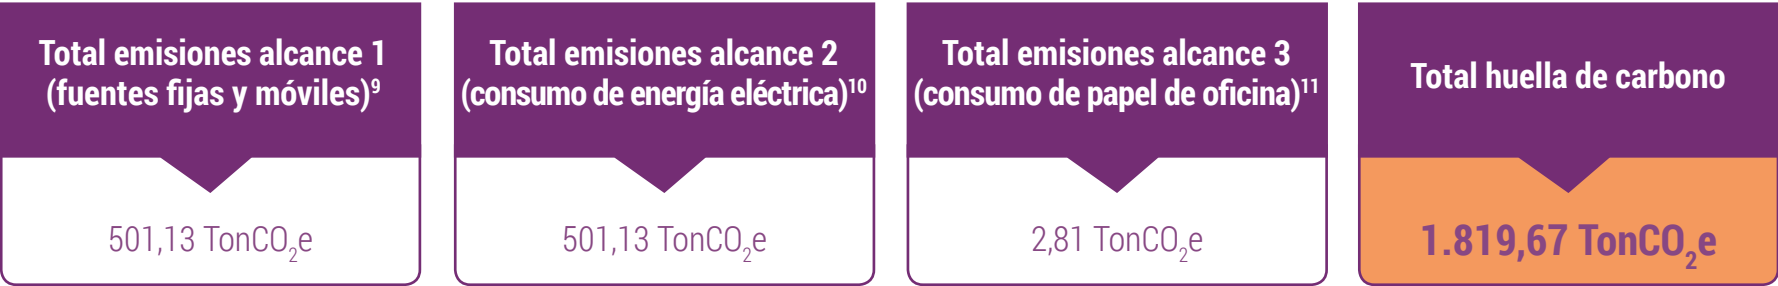 Total emisiones alcance 1
(fuentes fijas y móviles)⁹
501,13 TonCO₂e
Total emisiones alcance 2
(consumo de energía eléctrica)¹⁰
501,13 TonCO₂e
Total emisiones alcance 3
(consumo de papel de oficina)¹¹
2,81 TonCO₂e
Total huella de carbono
1.819,67 TonCO₂e